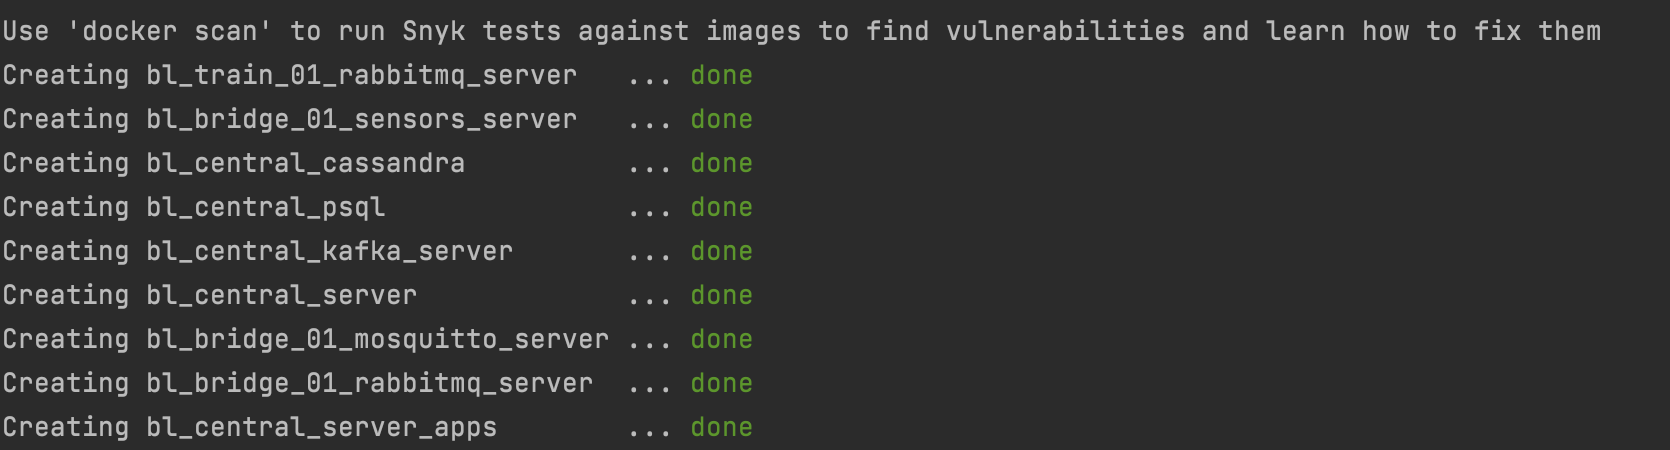 Use 'docker scan' to run Snyk tests against images to find vulnerabilities and learn how to fix them
Creating bl_train_01_rabbitmq_server   ... done
Creating bl_bridge_01_sensors_server   ... done
Creating bl_central_cassandra          ... done
Creating bl_central_psql               ... done
Creating bl_central_kafka_server       ... done
Creating bl_central_server             ... done
Creating bl_bridge_01_mosquitto_server ... done
Creating bl_bridge_01_rabbitmq_server  ... done
Creating bl_central_server_apps        ... done